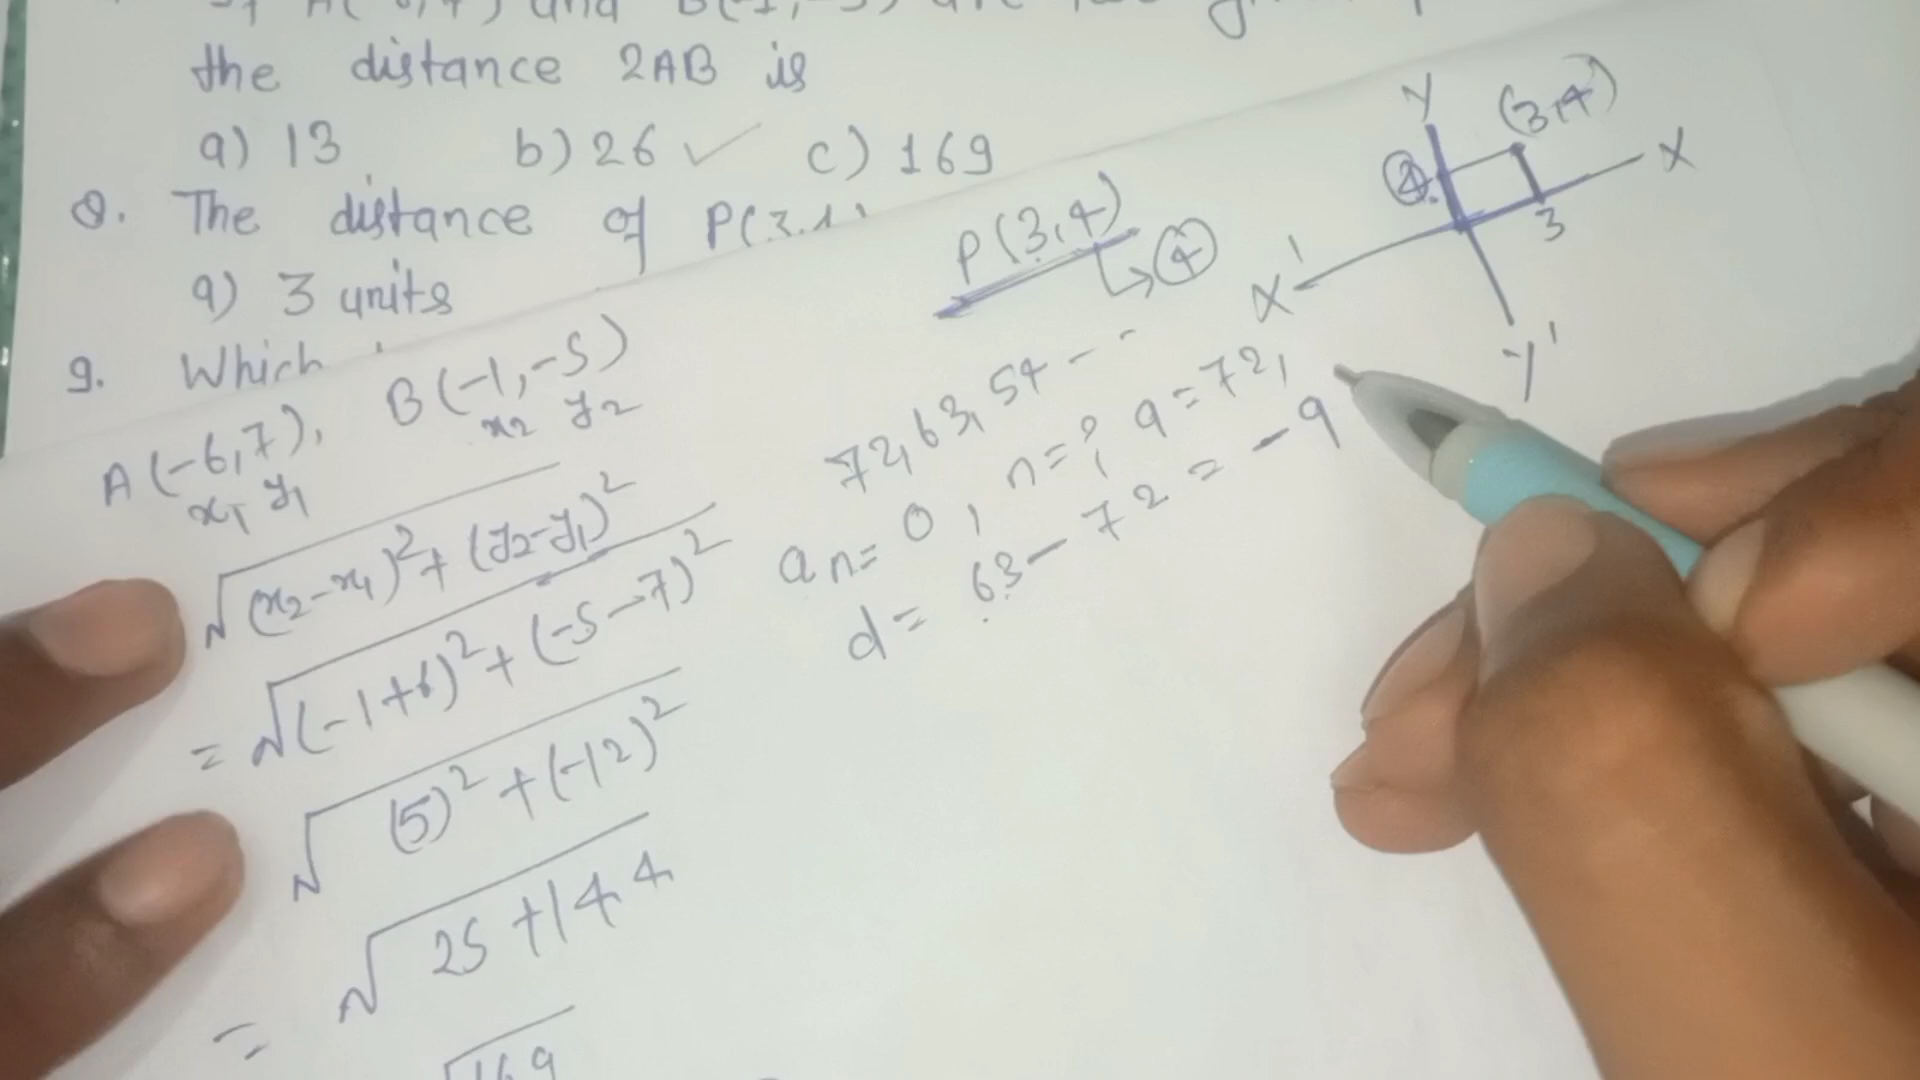 the distance 2AB is
a) 13 b) 26 ✓ c) 169
8. The distance of P(3,4)
a) 3 units
9. Which
A(-6,7), B(-1,-5)
x1 y1 x2 y2
√(x2-x1)²+(y2-y1)²
= √(-1+6)²+(-5-7)²
√(5)²+(-12)²
= √25+144
√169
P(3,4)
↳ 4
Y
(3,4)
X
4
3
X'
Y'
72, 63, 54 - -
an = 0, n = ?, a = 72,
d = 63 - 72 = -9